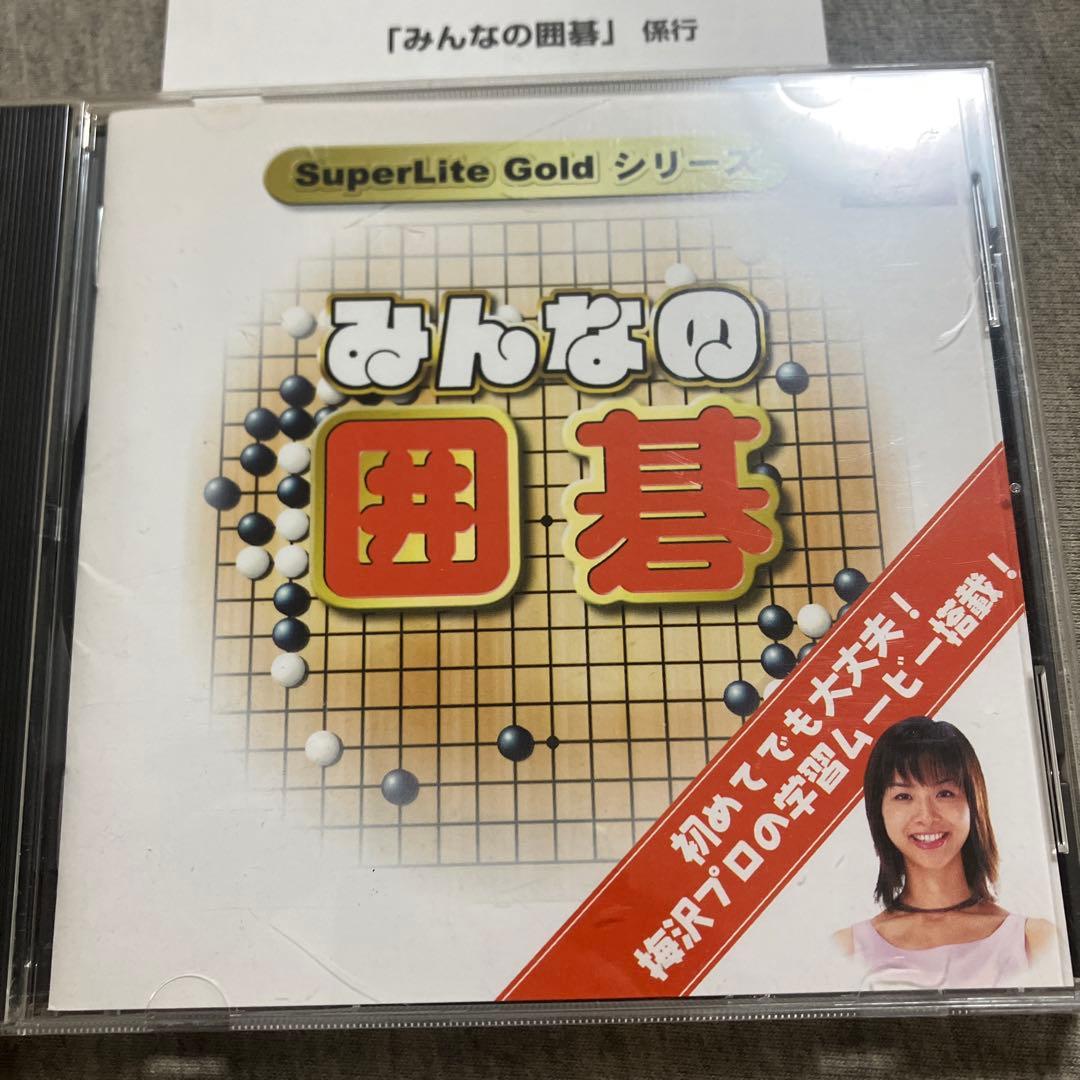 「みんなの囲碁」 係行
SuperLite Gold シリーズ
みんなの
囲碁
初めてでも大丈夫!
梅沢プロの学習ムービー搭載!